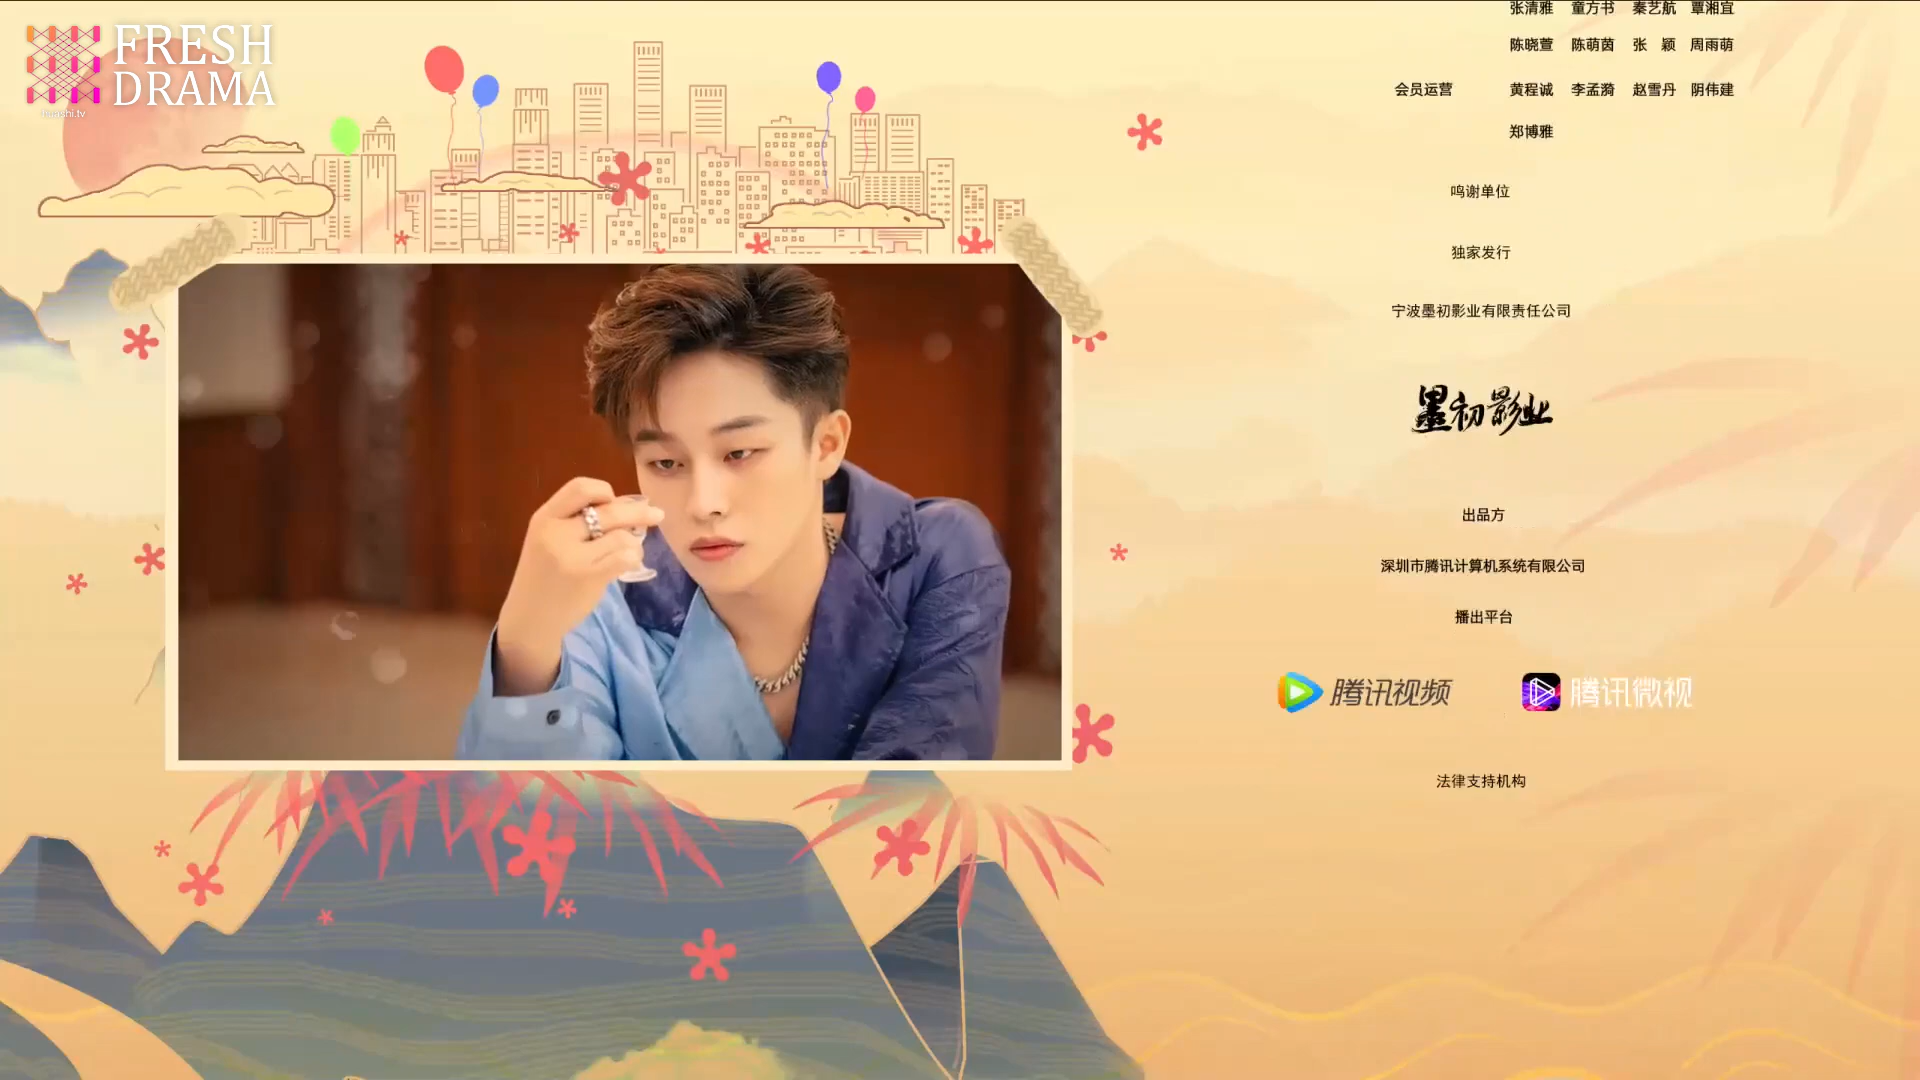 FRESH
DRAMA
张清雅 童方书 秦艺航 覃湘宜
陈晓萱 陈萌茵 张 颖 周雨萌
会员运营 黄程诚 李孟漪 赵雪丹 阴伟建
郑博雅
鸣谢单位
独家发行
宁波墨初影业有限责任公司
墨初影业
出品方
深圳市腾讯计算机系统有限公司
播出平台
腾讯视频 腾讯微视
法律支持机构